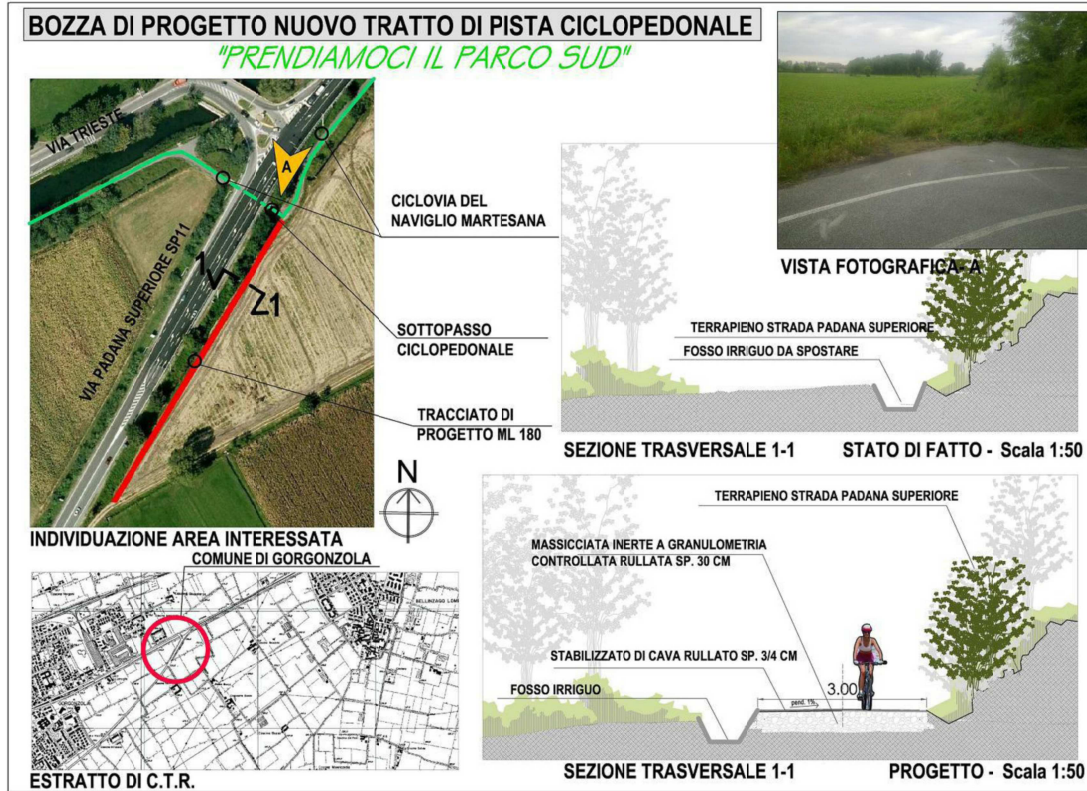 BOZZA DI PROGETTO NUOVO TRATTO DI PISTA CICLOPEDONALE
"PRENDIAMOCI IL PARCO SUD"
VIA TRIESTE
A
VIA PADANA SUPERIORE SP11
1
1
CICLOVIA DEL
NAVIGLIO MARTESANA
SOTTOPASSO
CICLOPEDONALE
TRACCIATO DI
PROGETTO ML 180
N
INDIVIDUAZIONE AREA INTERESSATA
VISTA FOTOGRAFICA- A
TERRAPIENO STRADA PADANA SUPERIORE
FOSSO IRRIGUO DA SPOSTARE
SEZIONE TRASVERSALE 1-1
STATO DI FATTO - Scala 1:50
COMUNE DI GORGONZOLA
GORGONZOLA
ESTRATTO DI C.T.R.
TERRAPIENO STRADA PADANA SUPERIORE
MASSICCIATA INERTE A GRANULOMETRIA
CONTROLLATA RULLATA SP. 30 CM
STABILIZZATO DI CAVA RULLATO SP. 3/4 CM
FOSSO IRRIGUO
3.00
pend. 1%
SEZIONE TRASVERSALE 1-1
PROGETTO - Scala 1:50